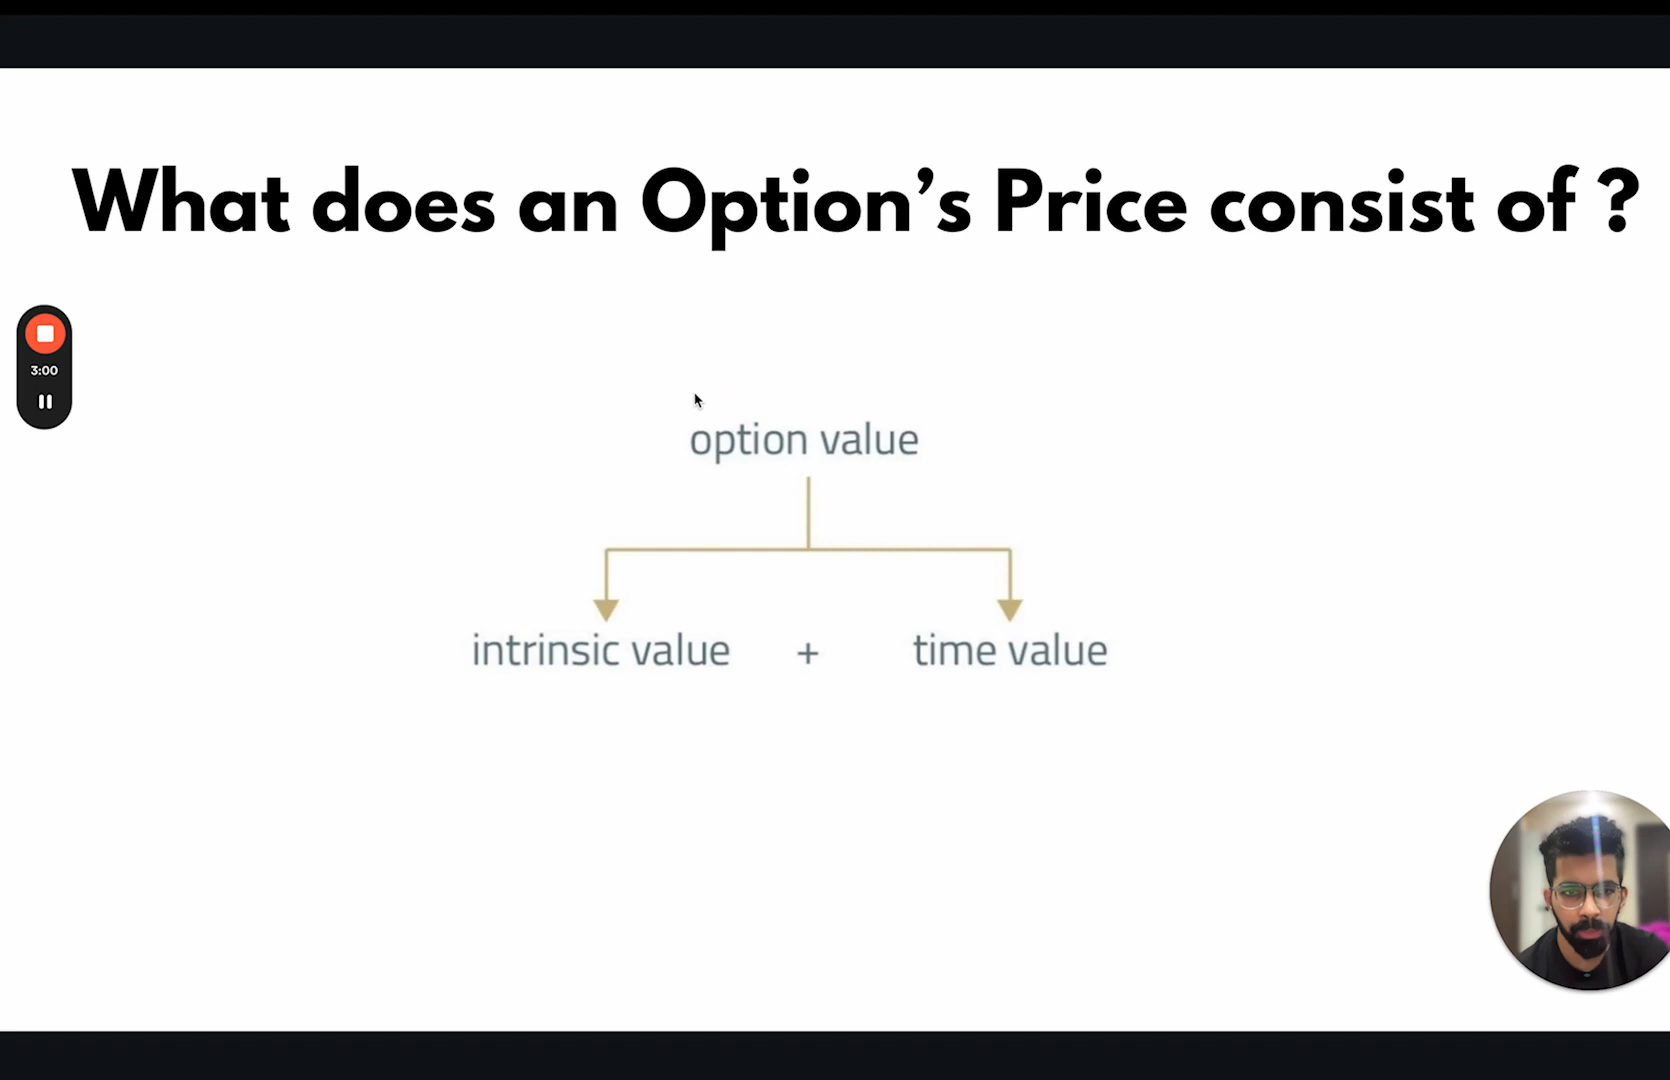 What does an Option’s Price consist of ?
3:00
option value
intrinsic value + time value